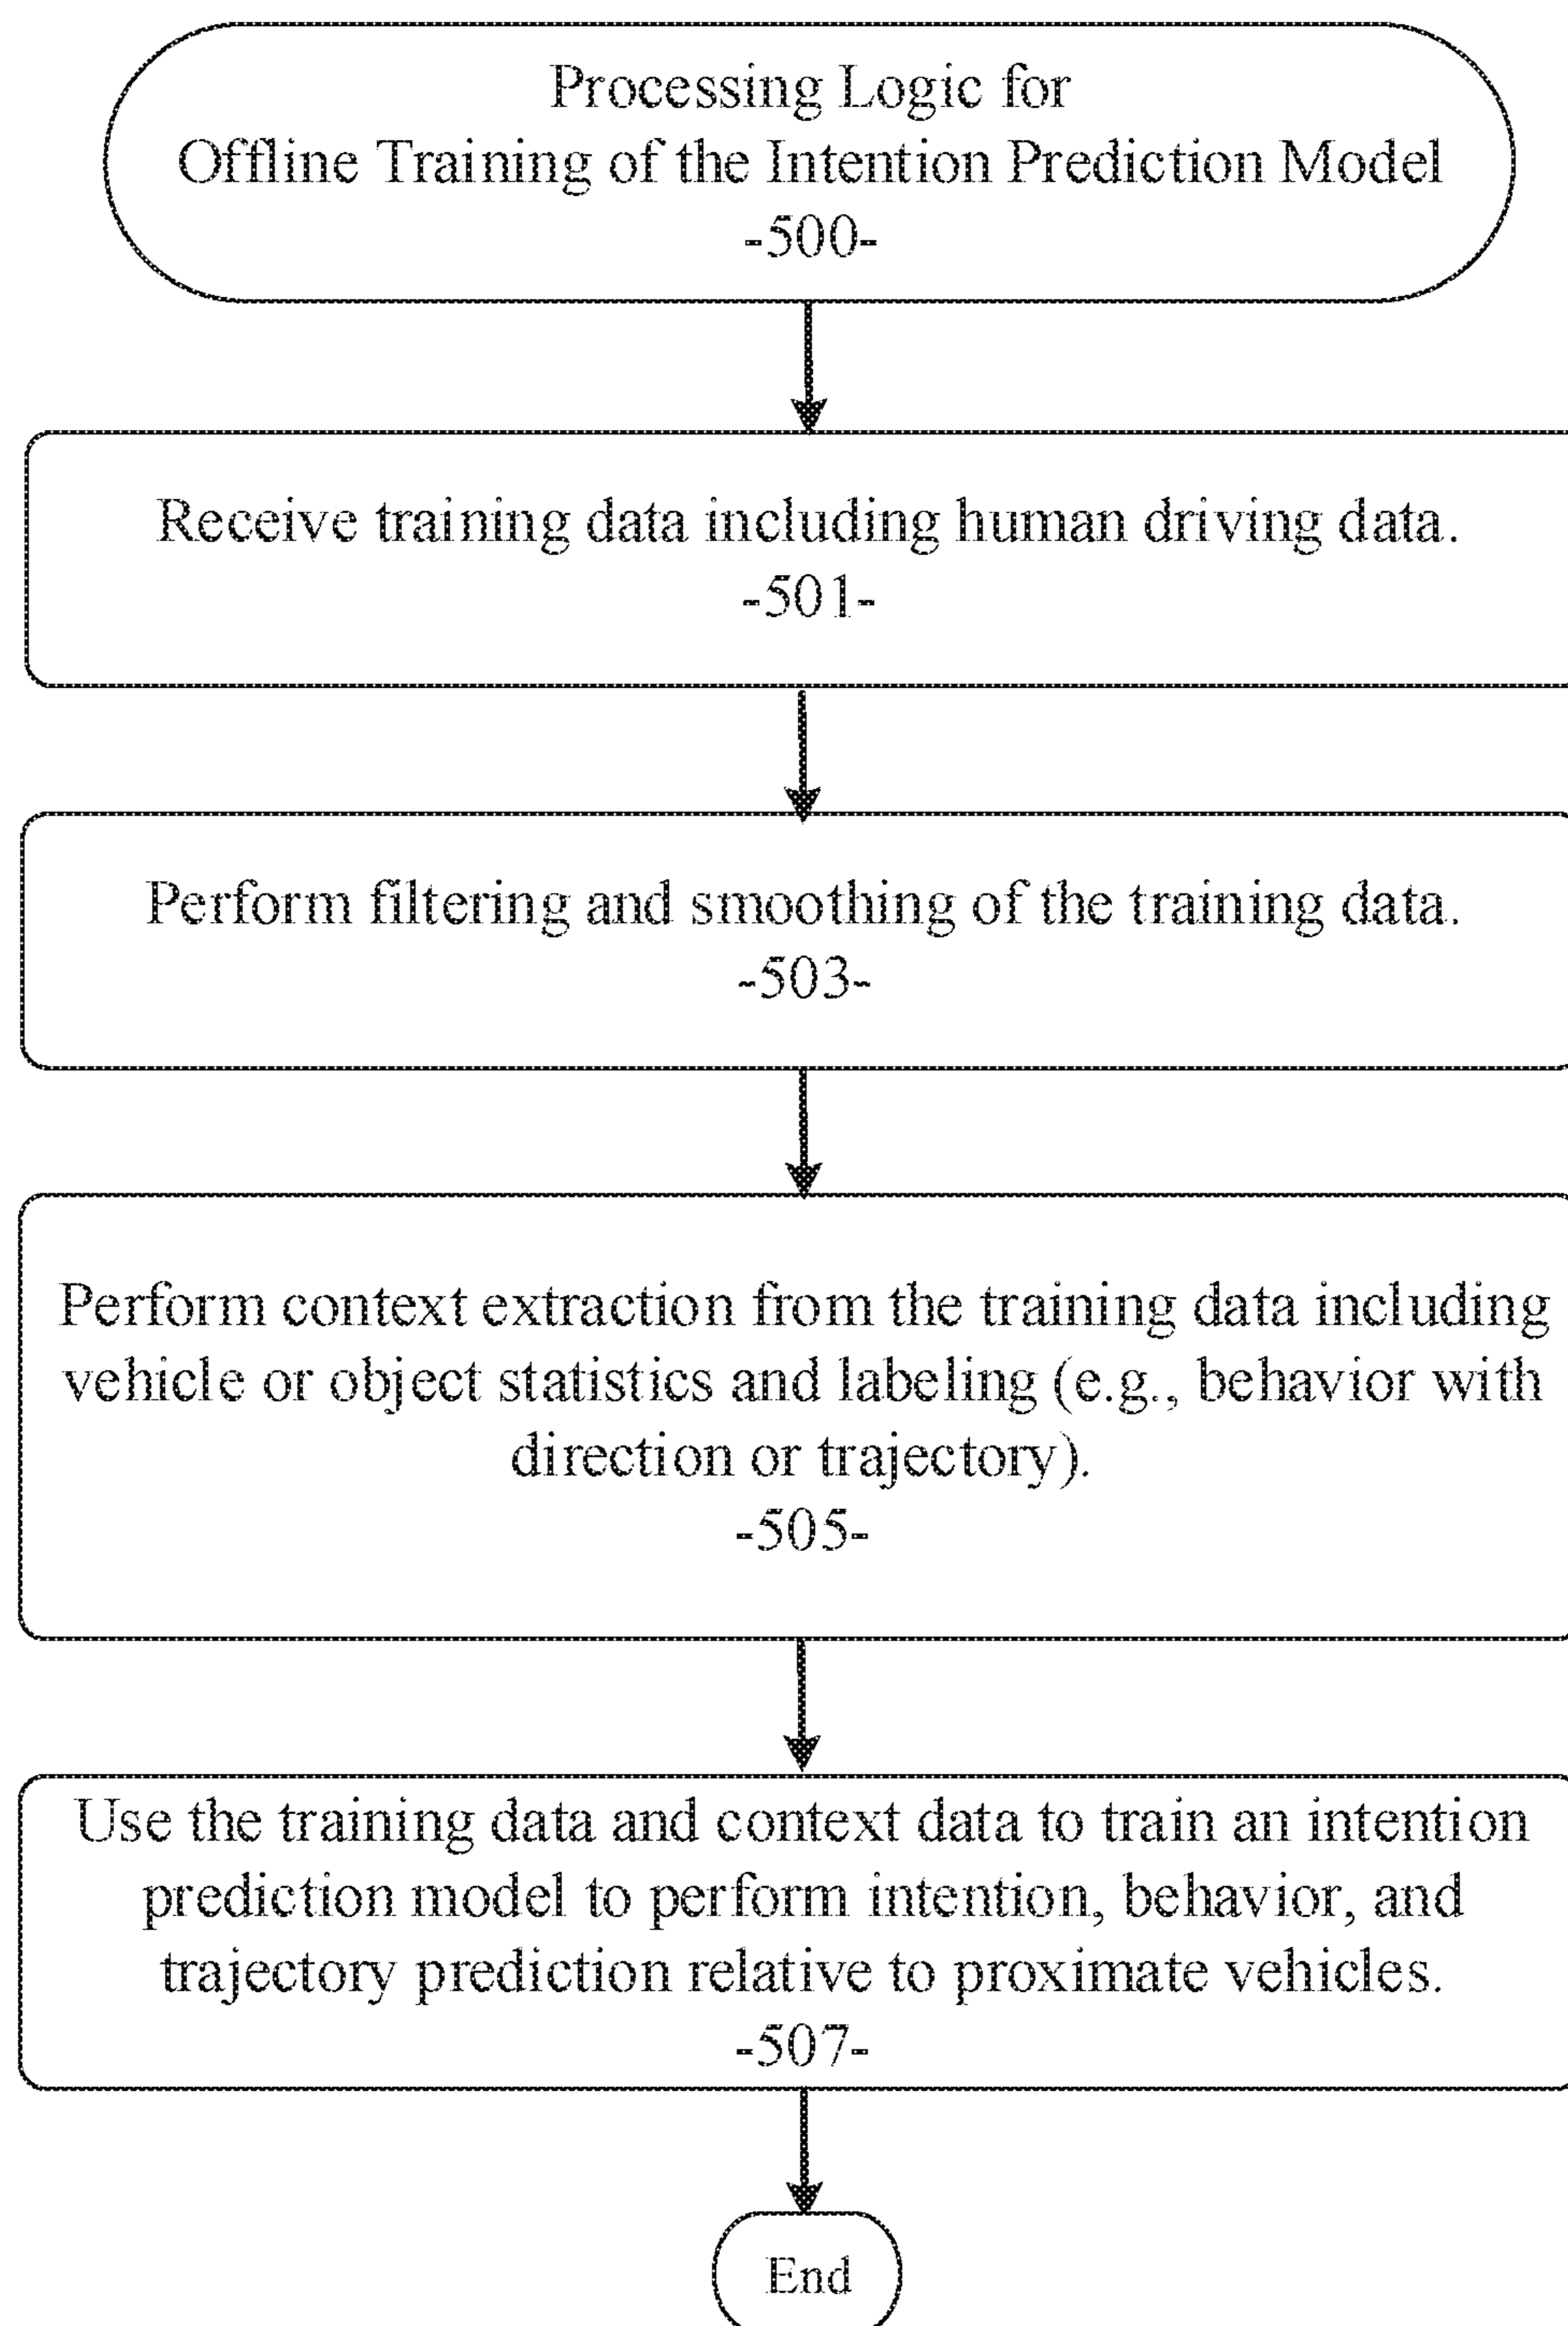 Processing Logic for
Offline Training of the Intention Prediction Model
-500-
Receive training data including human driving data.
-501-
Perform filtering and smoothing of the training data.
-503-
Perform context extraction from the training data including
vehicle or object statistics and labeling (e.g., behavior with
direction or trajectory).
-505-
Use the training data and context data to train an intention
prediction model to perform intention, behavior, and
trajectory prediction relative to proximate vehicles.
-507-
End